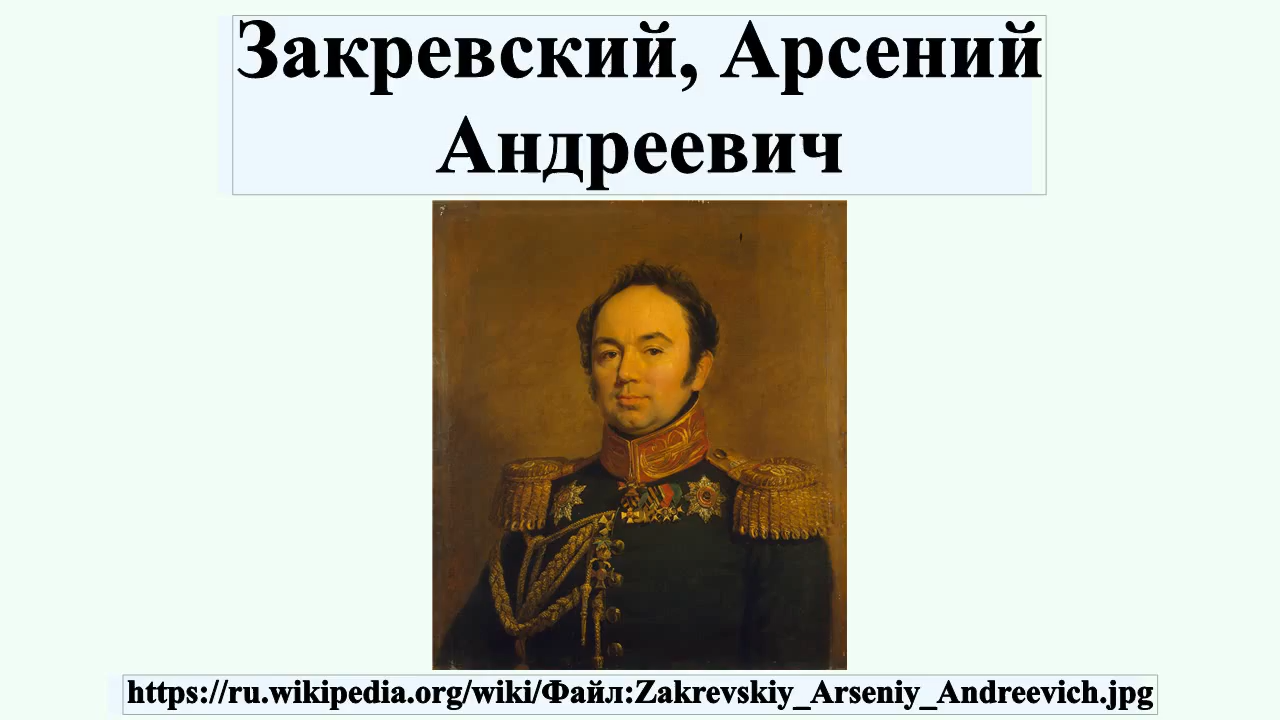 Закревский, Арсений
Андреевич
https://ru.wikipedia.org/wiki/Файл:Zakrevskiy_Arseniy_Andreevich.jpg